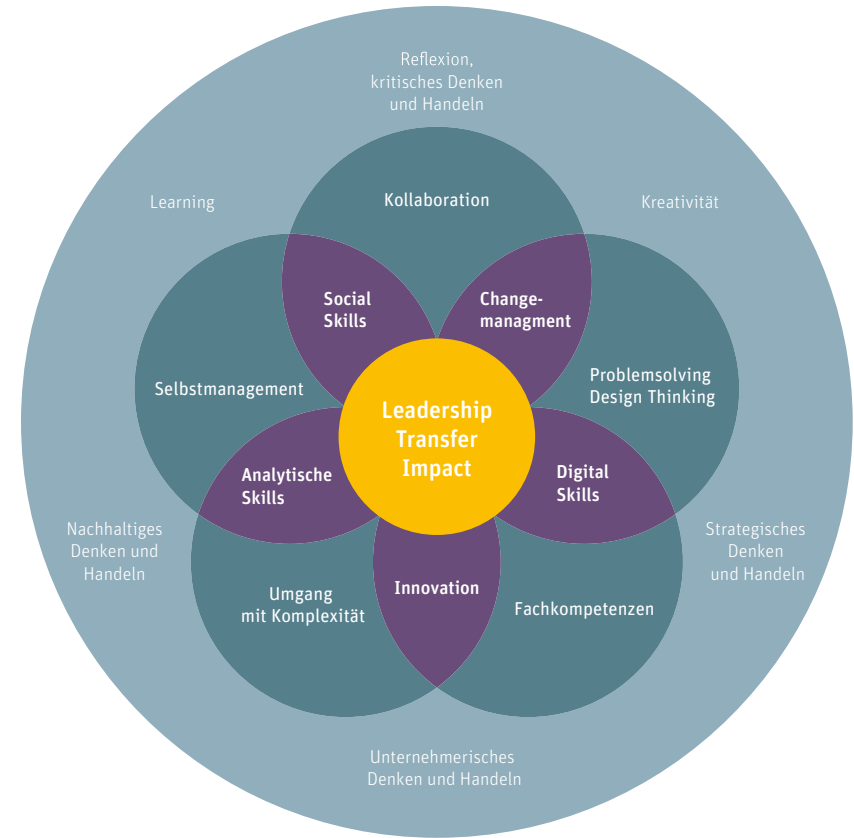 Reflexion,
kritisches Denken
und Handeln
Learning
Kollaboration
Kreativität
Social
Skills
Change-
managment
Selbstmanagement
Problemsolving
Design Thinking
Leadership
Transfer
Impact
Analytische
Skills
Digital
Skills
Nachhaltiges
Denken und
Handeln
Strategisches
Denken
und Handeln
Umgang
mit Komplexität
Innovation
Fachkompetenzen
Unternehmerisches
Denken und Handeln